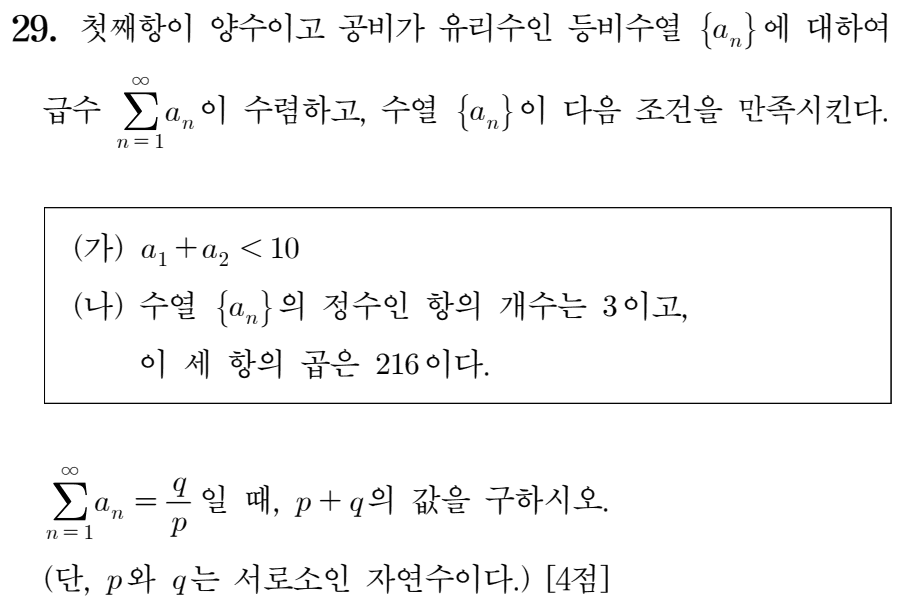 29. 첫째항이 양수이고 공비가 유리수인 등비수열 {aₙ}에 대하여
급수 ∑_{n=1}^{∞} aₙ이 수렴하고, 수열 {aₙ}이 다음 조건을 만족시킨다.
(가) a₁ + a₂ < 10
(나) 수열 {aₙ}의 정수인 항의 개수는 3이고,
이 세 항의 곱은 216이다.
∑_{n=1}^{∞} aₙ = q/p 일 때, p + q의 값을 구하시오.
(단, p와 q는 서로소인 자연수이다.) [4점]